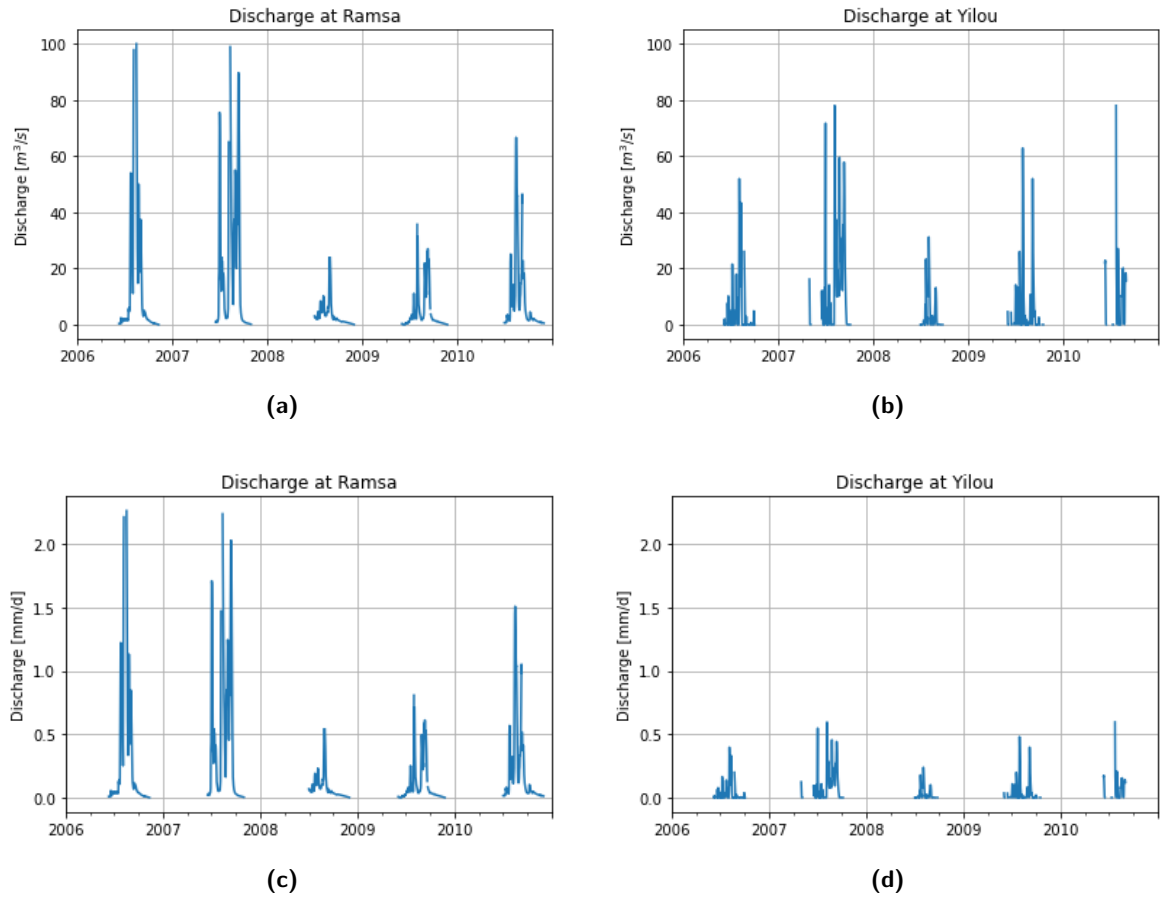 Discharge at Ramsa
Discharge [m³/s]
100
80
60
40
20
0
2006 2007 2008 2009 2010
(a)
Discharge at Yilou
Discharge [m³/s]
100
80
60
40
20
0
2006 2007 2008 2009 2010
(b)
Discharge at Ramsa
Discharge [mm/d]
2.0
1.5
1.0
0.5
0.0
2006 2007 2008 2009 2010
(c)
Discharge at Yilou
Discharge [mm/d]
2.0
1.5
1.0
0.5
0.0
2006 2007 2008 2009 2010
(d)